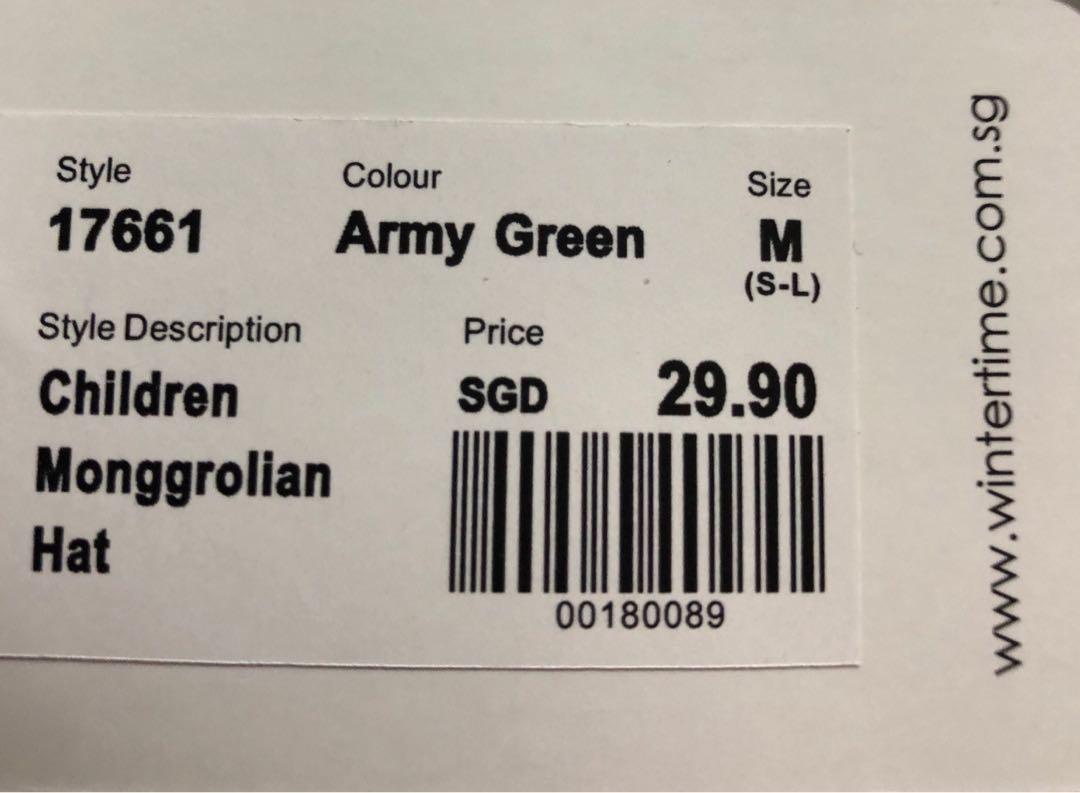 Style Colour Size
17661 Army Green M
(S-L)
Style Description Price
Children SGD 29.90
Monggrolian
Hat
00180089
www.wintertime.com.sg